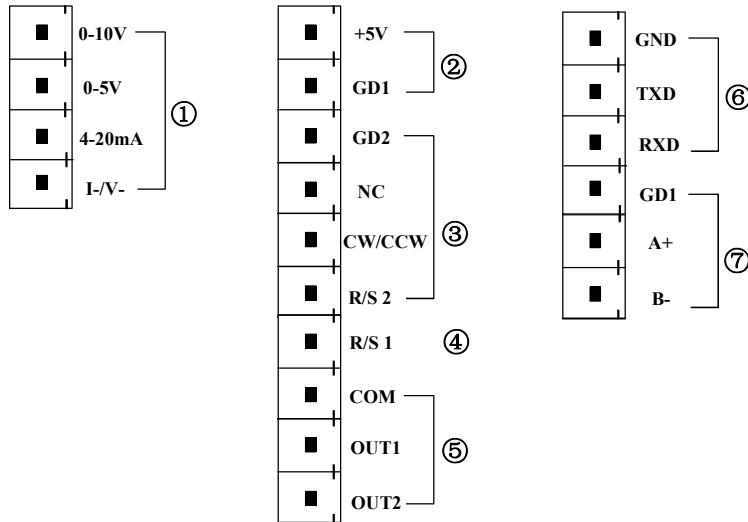 0-10V
0-5V
4-20mA
I-/V-
①
+5V
GD1
②
GD2
NC
CW/CCW
R/S 2
③
R/S 1
④
COM
OUT1
OUT2
⑤
GND
TXD
RXD
⑥
GD1
A+
B-
⑦